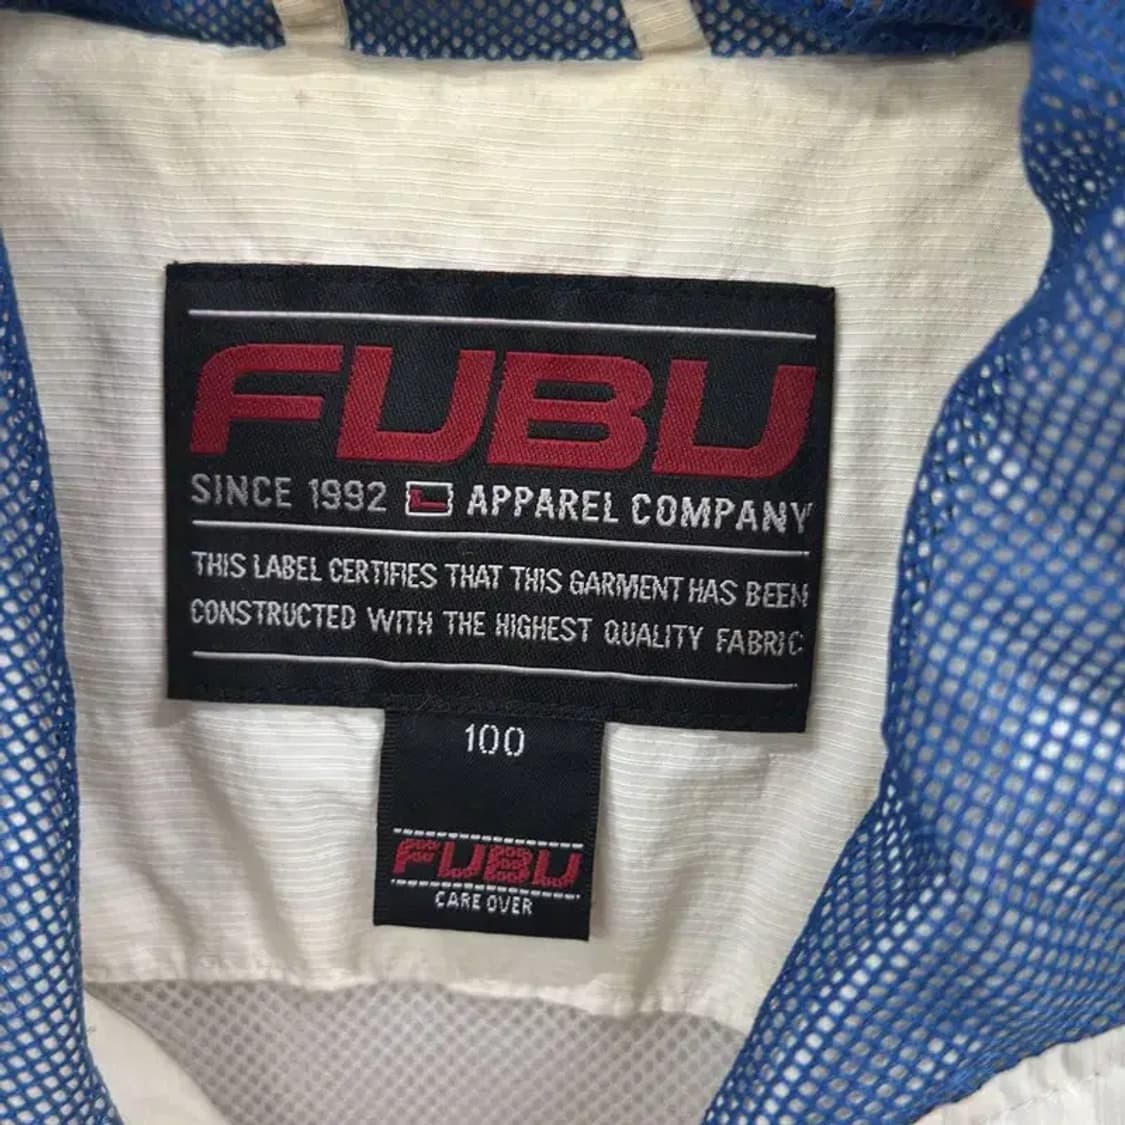 FUBU
SINCE 1992 APPAREL COMPANY
THIS LABEL CERTIFIES THAT THIS GARMENT HAS BEEN
CONSTRUCTED WITH THE HIGHEST QUALITY FABRIC
100
FUBU
CARE OVER